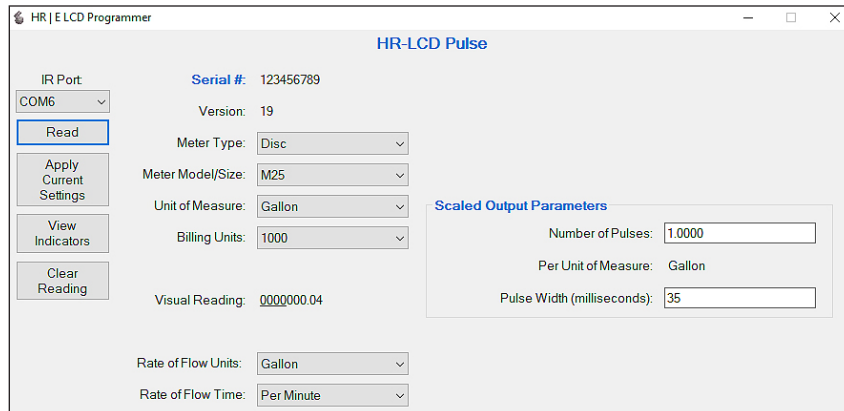 HR | E LCD Programmer
HR-LCD Pulse
IR Port:
COM6
Read
Apply
Current
Settings
View
Indicators
Clear
Reading
Serial #: 123456789
Version: 19
Meter Type: Disc
Meter Model/Size: M25
Unit of Measure: Gallon
Billing Units: 1000
Visual Reading: 0000000.04
Rate of Flow Units: Gallon
Rate of Flow Time: Per Minute
Scaled Output Parameters
Number of Pulses: 1.0000
Per Unit of Measure: Gallon
Pulse Width (milliseconds): 35